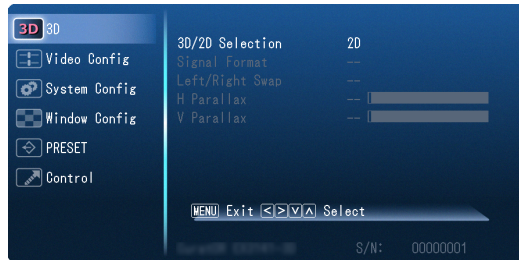 3D 3D
Video Config
System Config
Window Config
PRESET
Control
3D/2D Selection 2D
Signal Format --
Left/Right Swap --
H Parallax --
V Parallax --
MENU Exit <>∨∧ Select
S/N: 00000001